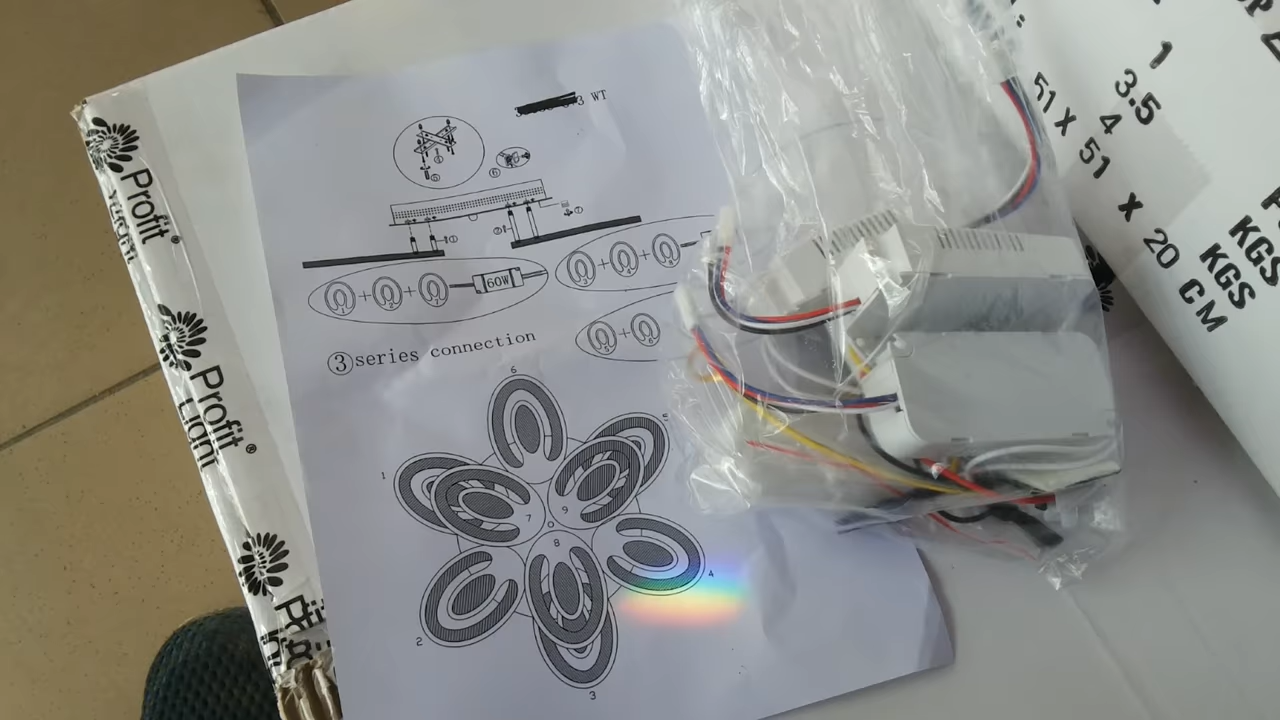 3 WT
60W
③series connection
6
5
1
7
9
8
4
2
3
Profit®
Light
Profit®
Light
1
3.5
4
51 X 51 X 20 CM
KGS
KGS